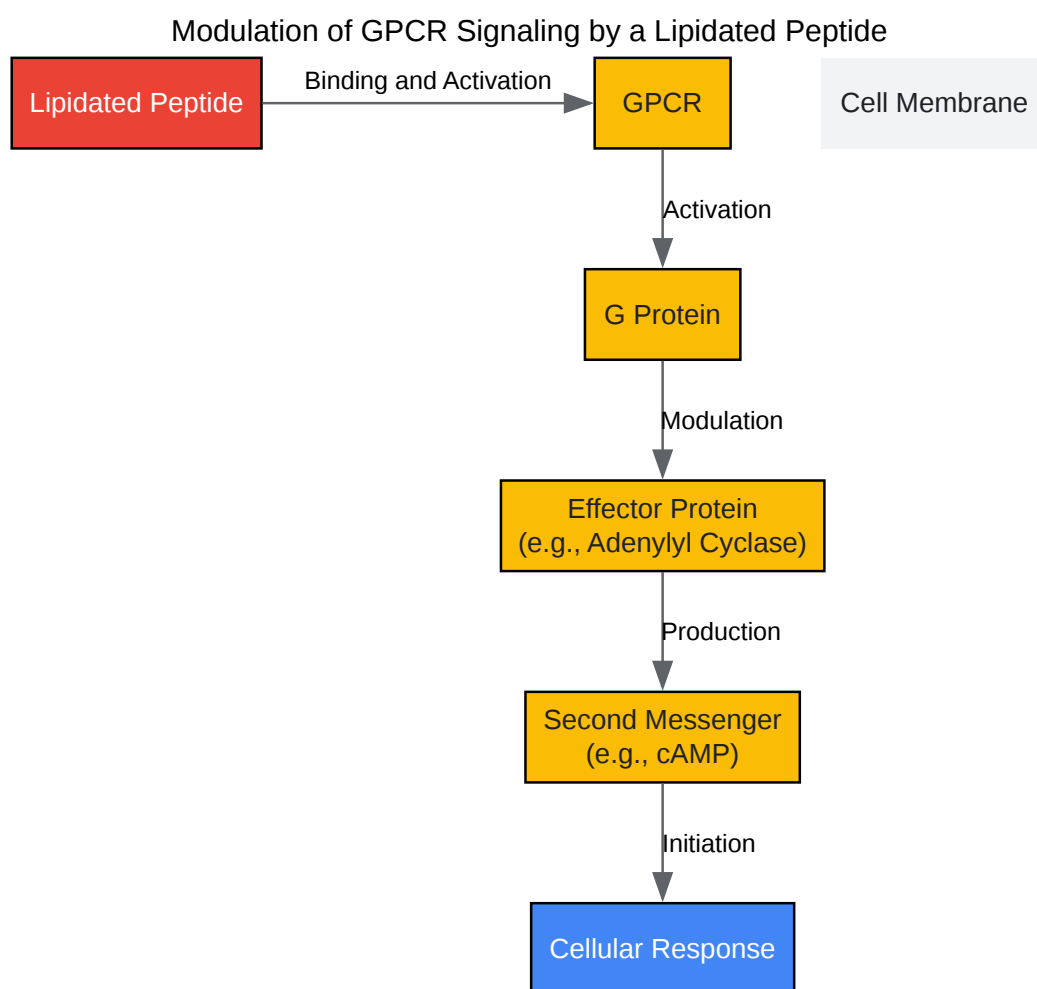 Modulation of GPCR Signaling by a Lipidated Peptide
Lipidated Peptide
Binding and Activation
GPCR
Cell Membrane
Activation
G Protein
Modulation
Effector Protein
(e.g., Adenylyl Cyclase)
Production
Second Messenger
(e.g., cAMP)
Initiation
Cellular Response